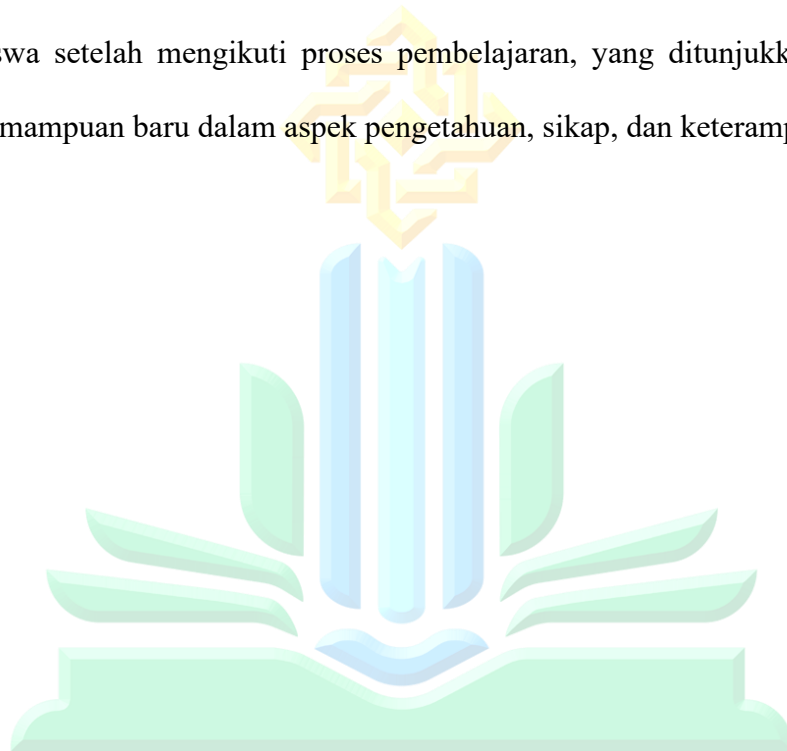 swa setelah mengikuti proses pembelajaran, yang ditunjukk
mampuan baru dalam aspek pengetahuan, sikap, dan keteramp